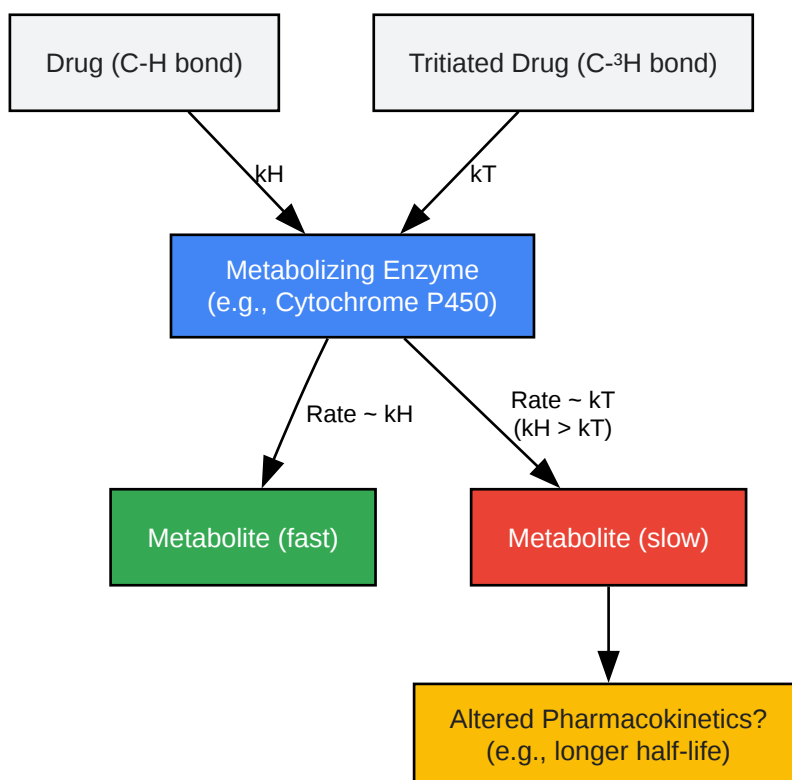 Drug (C-H bond)
Tritiated Drug (C-³H bond)
kH
kT
Metabolizing Enzyme
(e.g., Cytochrome P450)
Rate ~ kH
Rate ~ kT
(kH > kT)
Metabolite (fast)
Metabolite (slow)
Altered Pharmacokinetics?
(e.g., longer half-life)